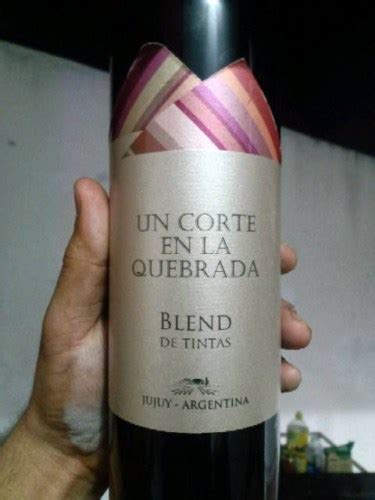 UN CORTE
EN LA
QUEBRADA
BLEND
DE TINTAS
JUJUY - ARGENTINA